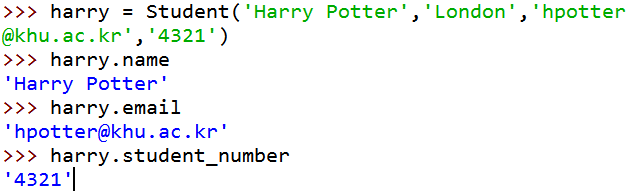 >>> harry = Student('Harry Potter','London','hpotter
@khu.ac.kr','4321')
>>> harry.name
'Harry Potter'
>>> harry.email
'hpotter@khu.ac.kr'
>>> harry.student_number
'4321'